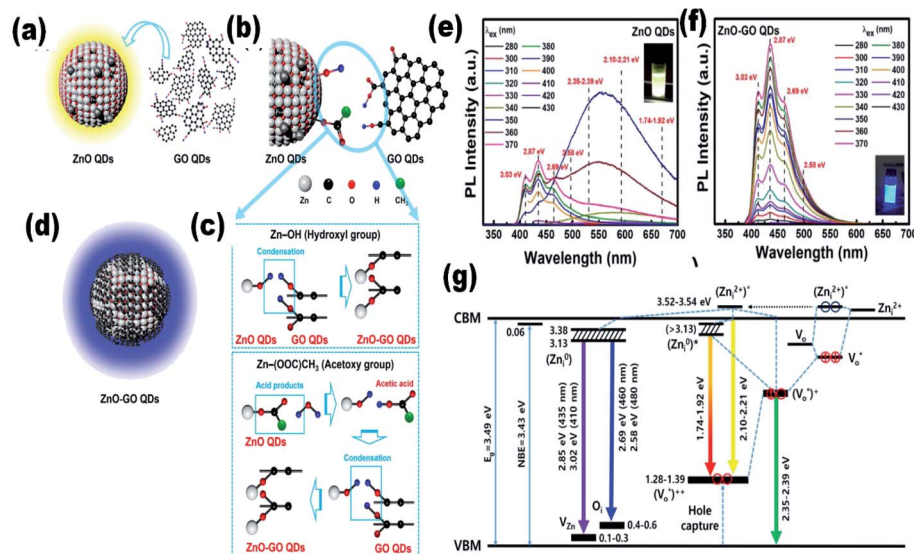 (a)
ZnO QDs
GO QDs
(b)
ZnO QDs
GO QDs
Zn
C
O
H
CH3
(c)
Zn–OH (Hydroxyl group)
Condensation
ZnO QDs
GO QDs
ZnO-GO QDs
Zn–(OOC)CH3 (Acetoxy group)
Acid products
Acetic acid
ZnO QDs
Condensation
ZnO-GO QDs
GO QDs
(d)
ZnO-GO QDs
(e)
λex (nm)
ZnO QDs
280
300
310
320
330
340
350
360
370
380
390
400
410
420
430
2.10-2.21 eV
2.35-2.39 eV
1.74-1.92 eV
2.87 eV
3.03 eV
2.69 eV
2.58 eV
PL Intensity (a.u.)
400 450 500 550 600 650 700
Wavelength (nm)
(f)
ZnO-GO QDs
λex (nm)
280
300
310
320
330
340
350
360
370
380
390
400
410
420
430
2.87 eV
3.03 eV
2.69 eV
2.58 eV
PL Intensity (a.u.)
400 450 500 550 600 650 700
Wavelength (nm)
(g)
3.52-3.54 eV
(Zni2+)*
(Zni2+)*
Zni2+
CBM
0.06
3.38
3.13
(Zni0)
(>3.13)
(Zni0)*
Vo
Vo+
(Vo+)+
Eg=3.49 eV
NBE=3.43 eV
2.85 eV (435 nm)
3.02 eV (410 nm)
2.69 eV (460 nm)
2.58 eV (480 nm)
1.74-1.92 eV
2.10-2.21 eV
2.35-2.39 eV
1.28-1.39
(Vo+)++
Hole
capture
Oi
0.4-0.6
VZn
0.1-0.3
VBM